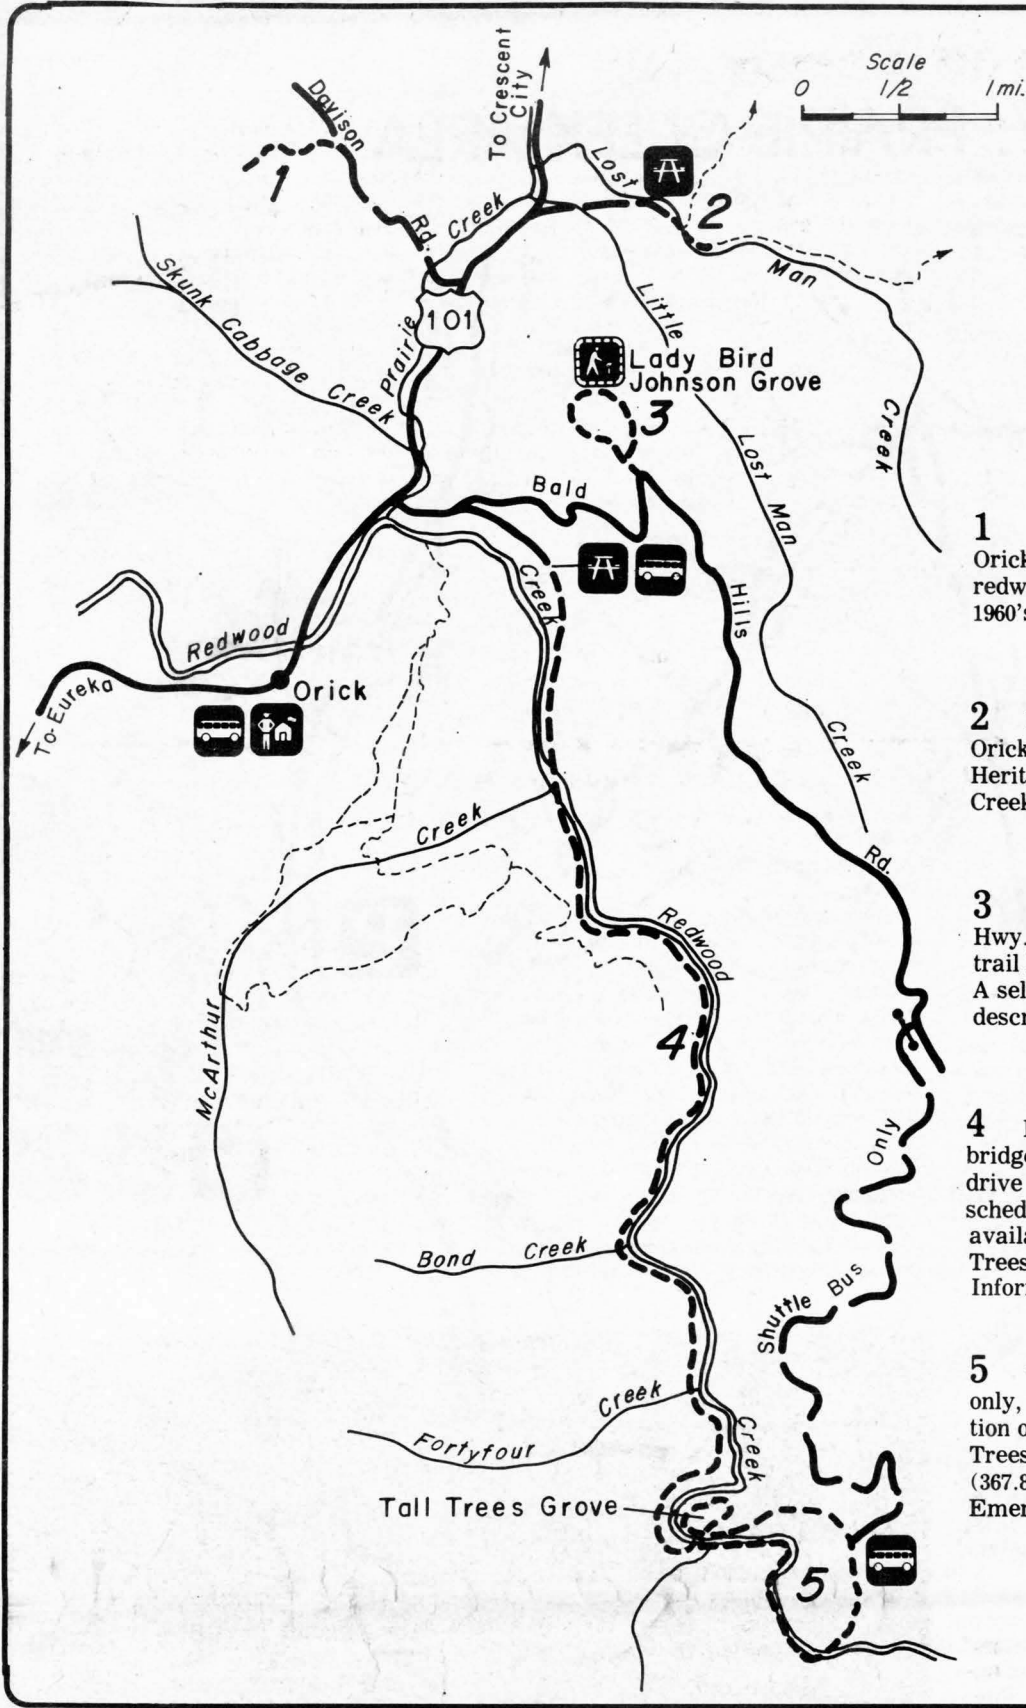 To Crescent
City
Scale
0 1/2 1 mi.
Davison
Rd.
1
Creek
Lost
2
Man
Creek
Skunk Cabbage Creek
Prairie
101
Little
Lost Man
Creek
Lady Bird
Johnson Grove
3
Bald
Hills
Rd.
Creek
Redwood
Orick
To Eureka
Creek
McArthur
Redwood
4
Only
Shuttle Bus
Bond Creek
Creek
Fortyfour
Creek
Tall Trees Grove
5
1
Orick
redw
1960's
2
Orick
Herit
Creek
3
Hwy.
trail
A sel
descr
4
bridge
drive
sched
availa
Trees
Infor
5
only,
tion o
Trees
(367.8
Emer